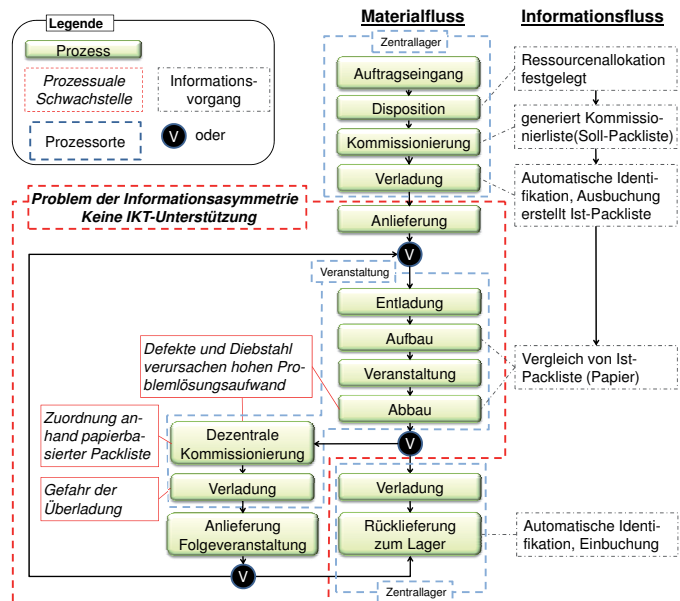 Legende
Prozess
Prozessuale
Schwachstelle
Informations-
vorgang
Prozessorte
V
oder
Materialfluss
Informationsfluss
Zentrallager
Auftragseingang
Ressourcenallokation
festgelegt
Disposition
Kommissionierung
generiert Kommissio-
nierliste(Soll-Packliste)
Verladung
Automatische Identi-
fikation, Ausbuchung
erstellt Ist-Packliste
Problem der Informationsasymmetrie
Keine IKT-Unterstützung
Anlieferung
V
Veranstaltung
Entladung
Aufbau
Defekte und Diebstahl
verursachen hohen Pro-
blemlösungsaufwand
Veranstaltung
Vergleich von Ist-
Packliste (Papier)
Abbau
Zuordnung an-
hand papierba-
sierter Packliste
Dezentrale
Kommissionierung
V
Gefahr der
Überladung
Verladung
Verladung
Anlieferung
Folgeveranstaltung
Rücklieferung
zum Lager
Automatische Identi-
fikation, Einbuchung
V
Zentrallager